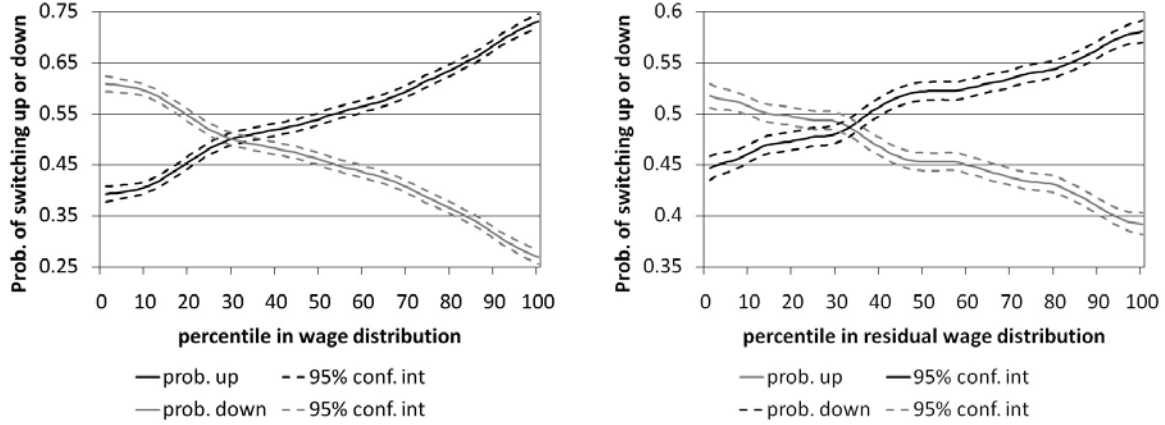 Prob. of switching up or down
0.75
0.65
0.55
0.45
0.35
0.25
0 10 20 30 40 50 60 70 80 90 100
percentile in wage distribution
prob. up 95% conf. int
prob. down 95% conf. int
Prob. of switching up or down
0.6
0.55
0.5
0.45
0.4
0.35
0 10 20 30 40 50 60 70 80 90 100
percentile in residual wage distribution
prob. up 95% conf. int
prob. down 95% conf. int